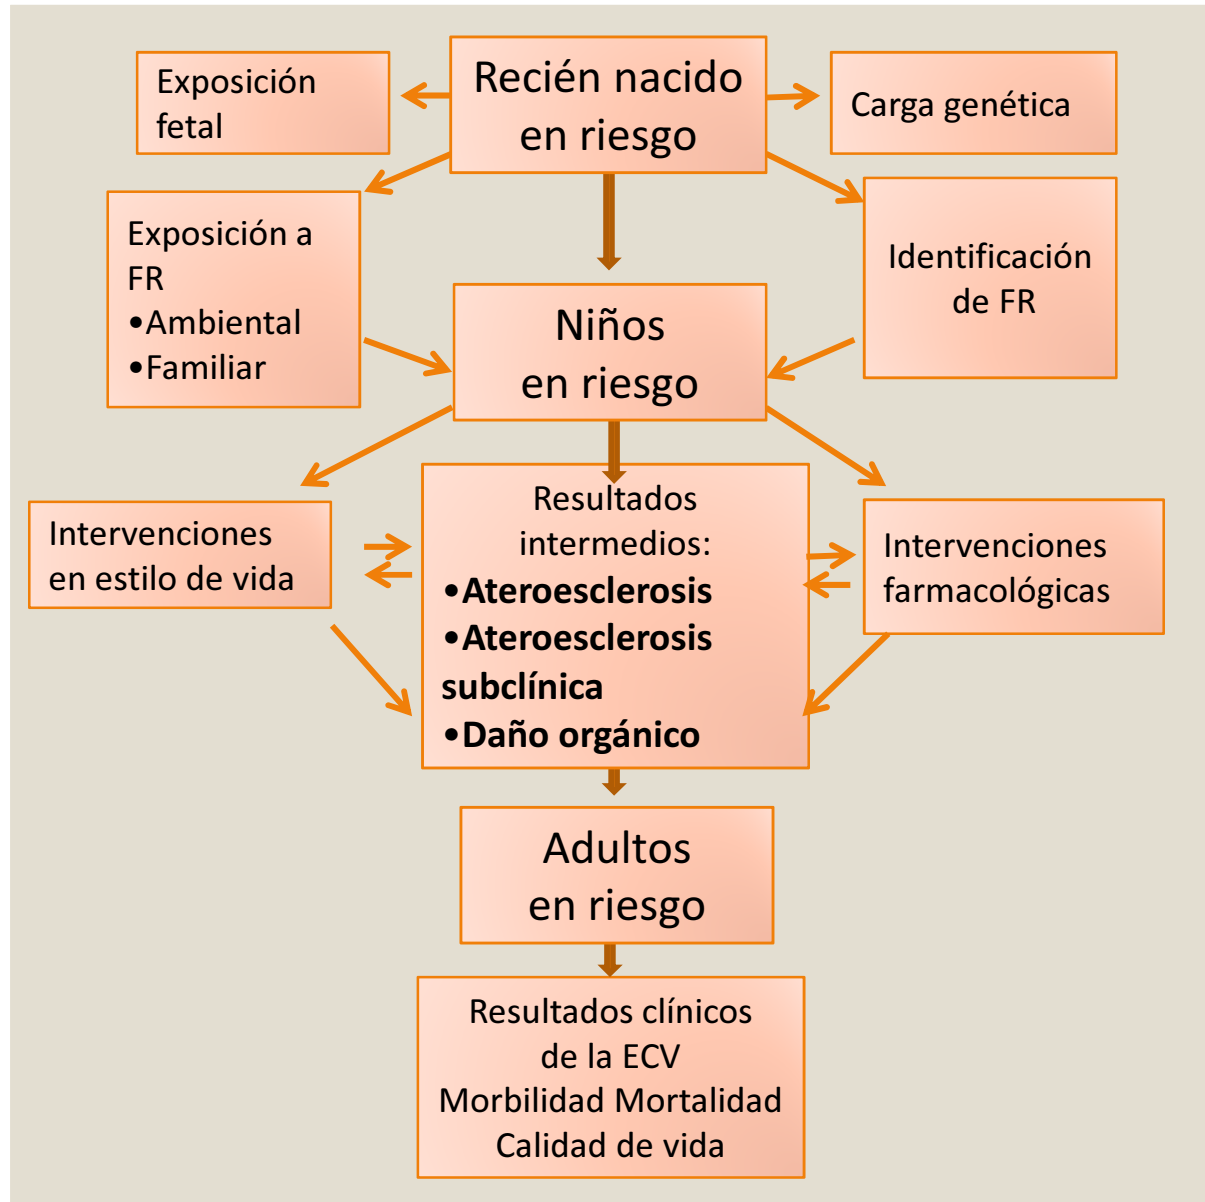 Exposición
fetal
Recién nacido
en riesgo
Carga genética
Exposición a
FR
•Ambiental
•Familiar
Identificación
de FR
Niños
en riesgo
Intervenciones
en estilo de vida
Resultados
intermedios:
•Ateroesclerosis
•Ateroesclerosis
subclínica
•Daño orgánico
Intervenciones
farmacológicas
Adultos
en riesgo
Resultados clínicos
de la ECV
Morbilidad Mortalidad
Calidad de vida